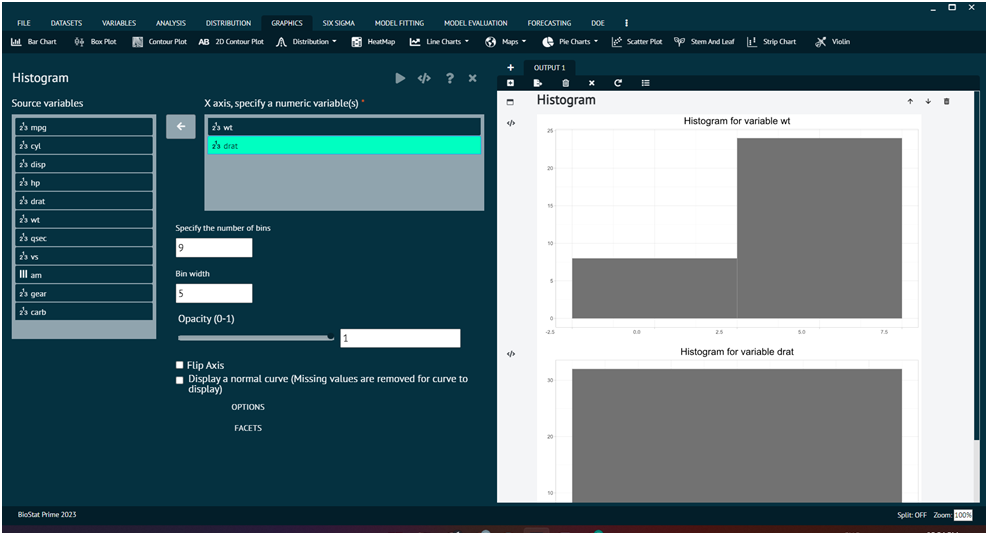 FILE DATASETS VARIABLES ANALYSIS DISTRIBUTION GRAPHICS SIX SIGMA MODEL FITTING MODEL EVALUATION FORECASTING DOE
Bar Chart Box Plot Contour Plot AB 2D Contour Plot Distribution HeatMap Line Charts Maps Pie Charts Scatter Plot Stem And Leaf Strip Chart Violin
Histogram
Source variables
mpg
cyl
disp
hp
drat
wt
qsec
vs
am
gear
carb
X axis, specify a numeric variable(s) *
wt
drat
Specify the number of bins
9
Bin width
5
Opacity (0-1)
1
Flip Axis
Display a normal curve (Missing values are removed for curve to
display)
OPTIONS
FACETS
OUTPUT 1
Histogram
Histogram for variable wt
25
20
15
10
5
0
-2.5 0.0 2.5 5.0 7.5
Histogram for variable drat
30
20
10
BioStat Prime 2023
Split: OFF Zoom: 100%